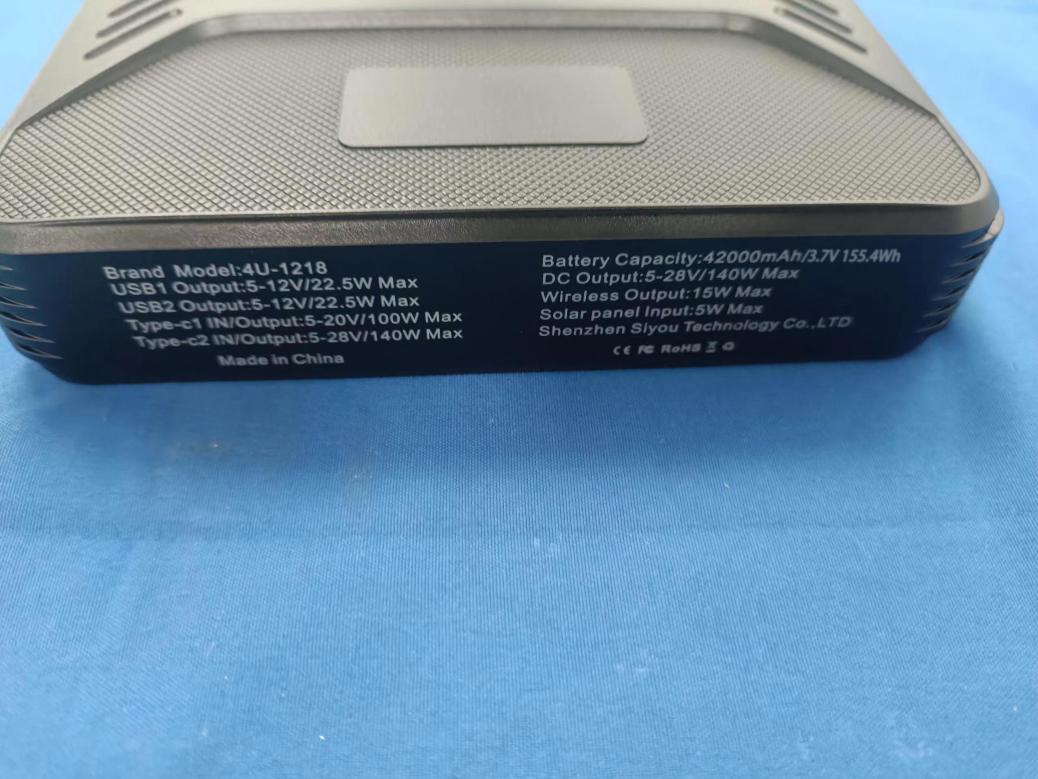 Brand Model:4U-1218
USB1 Output:5-12V/22.5W Max
USB2 Output:5-12V/22.5W Max
Type-c1 IN/Output:5-20V/100W Max
Type-c2 IN/Output:5-28V/140W Max
Made in China
Battery Capacity:42000mAh/3.7V 155.4Wh
DC Output:5-28V/140W Max
Wireless Output:15W Max
Solar panel Input:5W Max
Shenzhen Siyou Technology Co.,LTD
CE FC RoHS